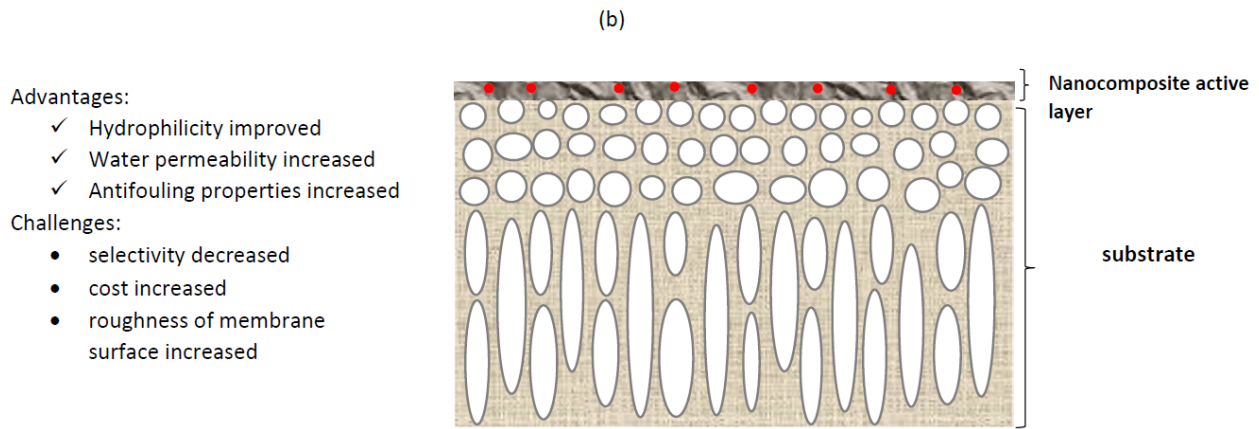 (b)
Advantages:
✓ Hydrophilicity improved
✓ Water permeability increased
✓ Antifouling properties increased
Challenges:
• selectivity decreased
• cost increased
• roughness of membrane
surface increased
Nanocomposite active
layer
substrate